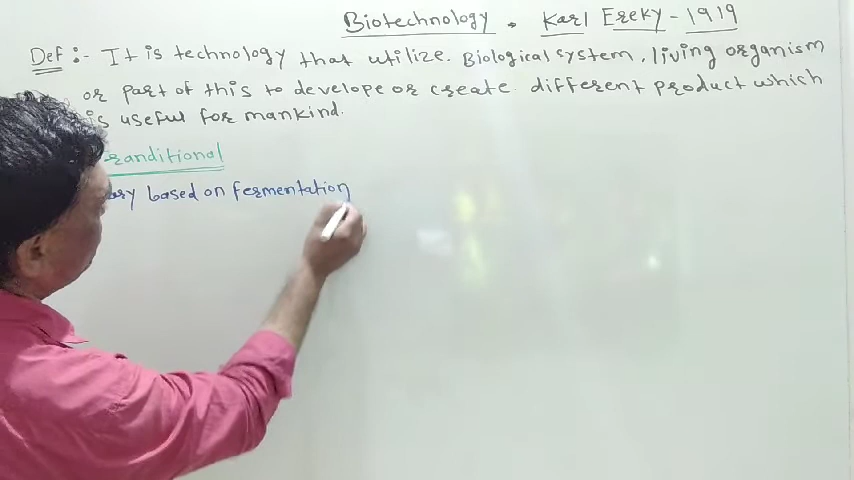 Biotechnology . Karl Ereky - 1919
Def :- It is technology that utilize. Biological system, living organism
or part of this to develope or create different product which
is useful for mankind.
randitional
based on fermentation